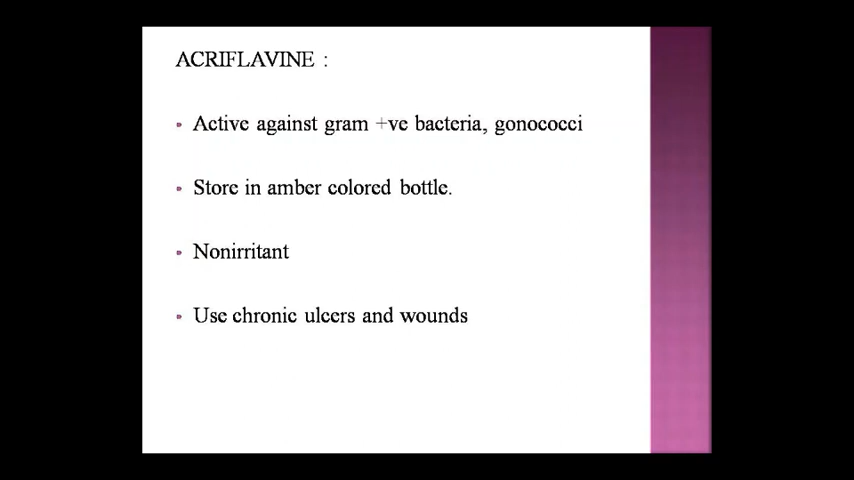 ACRIFLAVINE :
Active against gram +ve bacteria, gonococci
Store in amber colored bottle.
Nonirritant
Use chronic ulcers and wounds